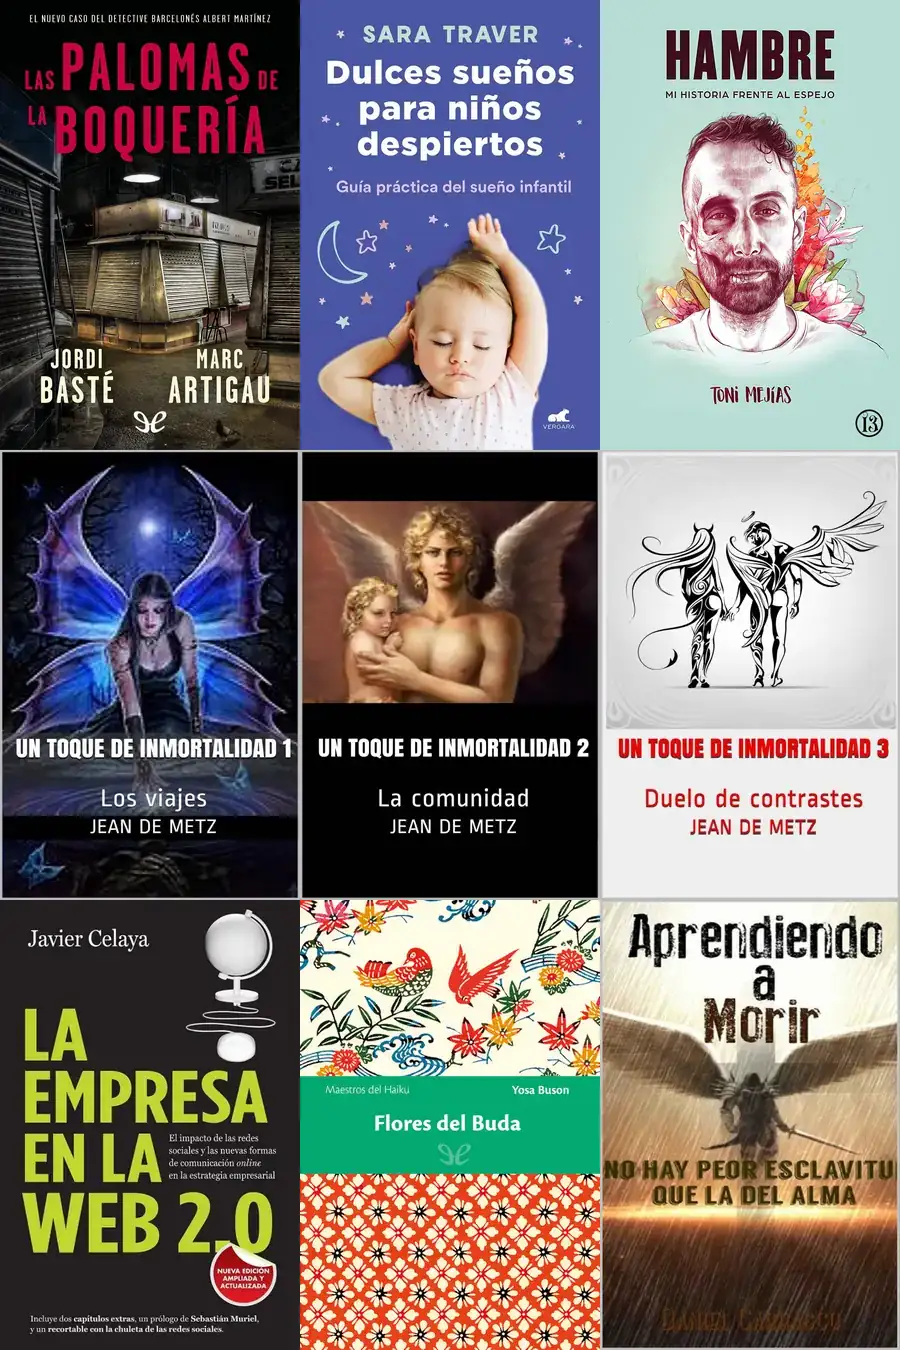 EL NUEVO CASO DEL DETECTIVE BARCELONÉS ALBERT MARTÍNEZ
LAS PALOMAS DE
LA BOQUERÍA
JORDI
BASTÉ
MARC
ARTIGAU
SARA TRAVER
Dulces sueños
para niños
despiertos
Guía práctica del sueño infantil
VERGARA
HAMBRE
MI HISTORIA FRENTE AL ESPEJO
TONI MEJÍAS
13
UN TOQUE DE INMORTALIDAD 1
Los viajes
JEAN DE METZ
UN TOQUE DE INMORTALIDAD 2
La comunidad
JEAN DE METZ
UN TOQUE DE INMORTALIDAD 3
Duelo de contrastes
JEAN DE METZ
Javier Celaya
LA
EMPRESA
EN LA
WEB 2.0
El impacto de las redes
sociales y las nuevas formas
de comunicación online
en la estrategia empresarial
NUEVA EDICIÓN
AMPLIADA Y
ACTUALIZADA
Incluye dos capítulos extras, un prólogo de Sebastián Muriel,
y un recortable con la chuleta de las redes sociales.
Maestros del Haiku
Yosa Buson
Flores del Buda
Aprendiendo
a
Morir
NO HAY PEOR ESCLAVITU
QUE LA DEL ALMA